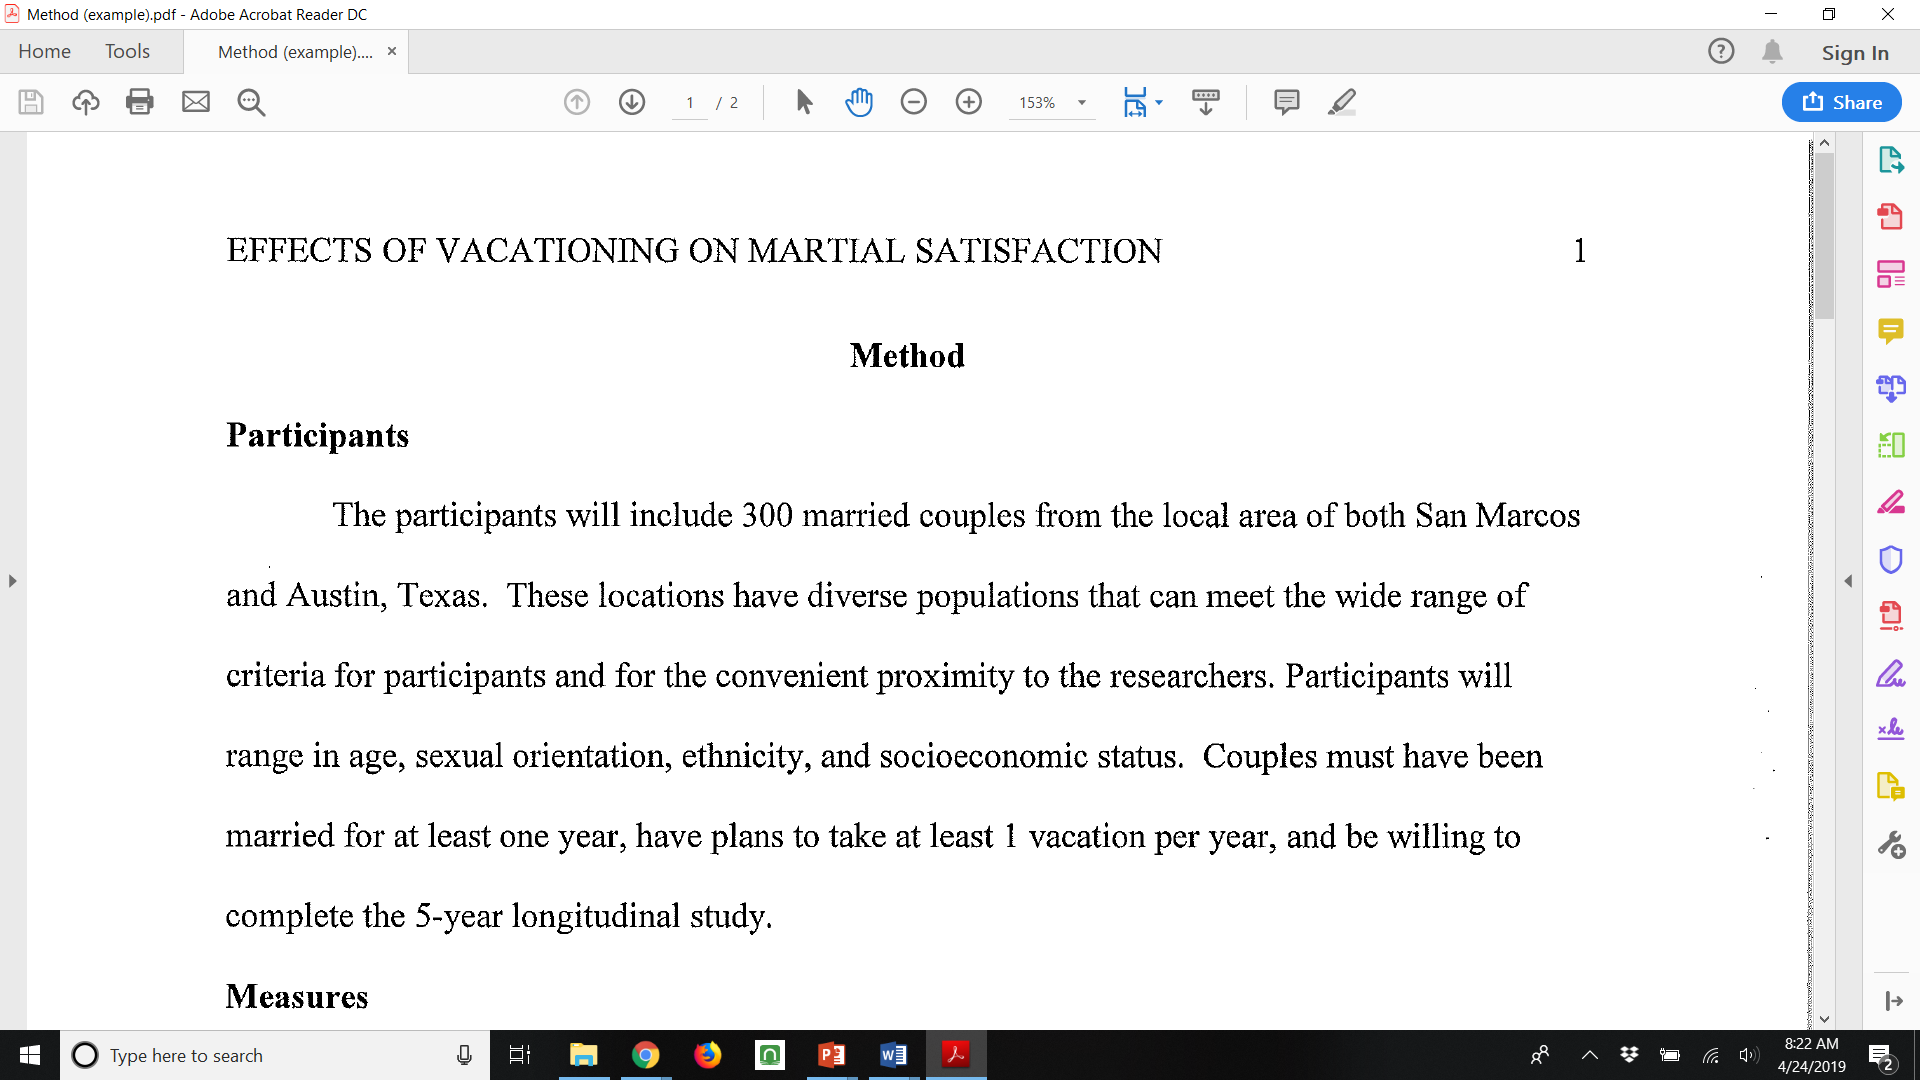 Method (example).pdf - Adobe Acrobat Reader DC
Home
Tools
Method (example)....
Sign In
1 / 2
153%
Share
EFFECTS OF VACATIONING ON MARTIAL SATISFACTION 1
Method
Participants
The participants will include 300 married couples from the local area of both San Marcos
and Austin, Texas.  These locations have diverse populations that can meet the wide range of
criteria for participants and for the convenient proximity to the researchers. Participants will
range in age, sexual orientation, ethnicity, and socioeconomic status.  Couples must have been
married for at least one year, have plans to take at least 1 vacation per year, and be willing to
complete the 5-year longitudinal study.
Measures
Type here to search
8:22 AM
4/24/2019
2